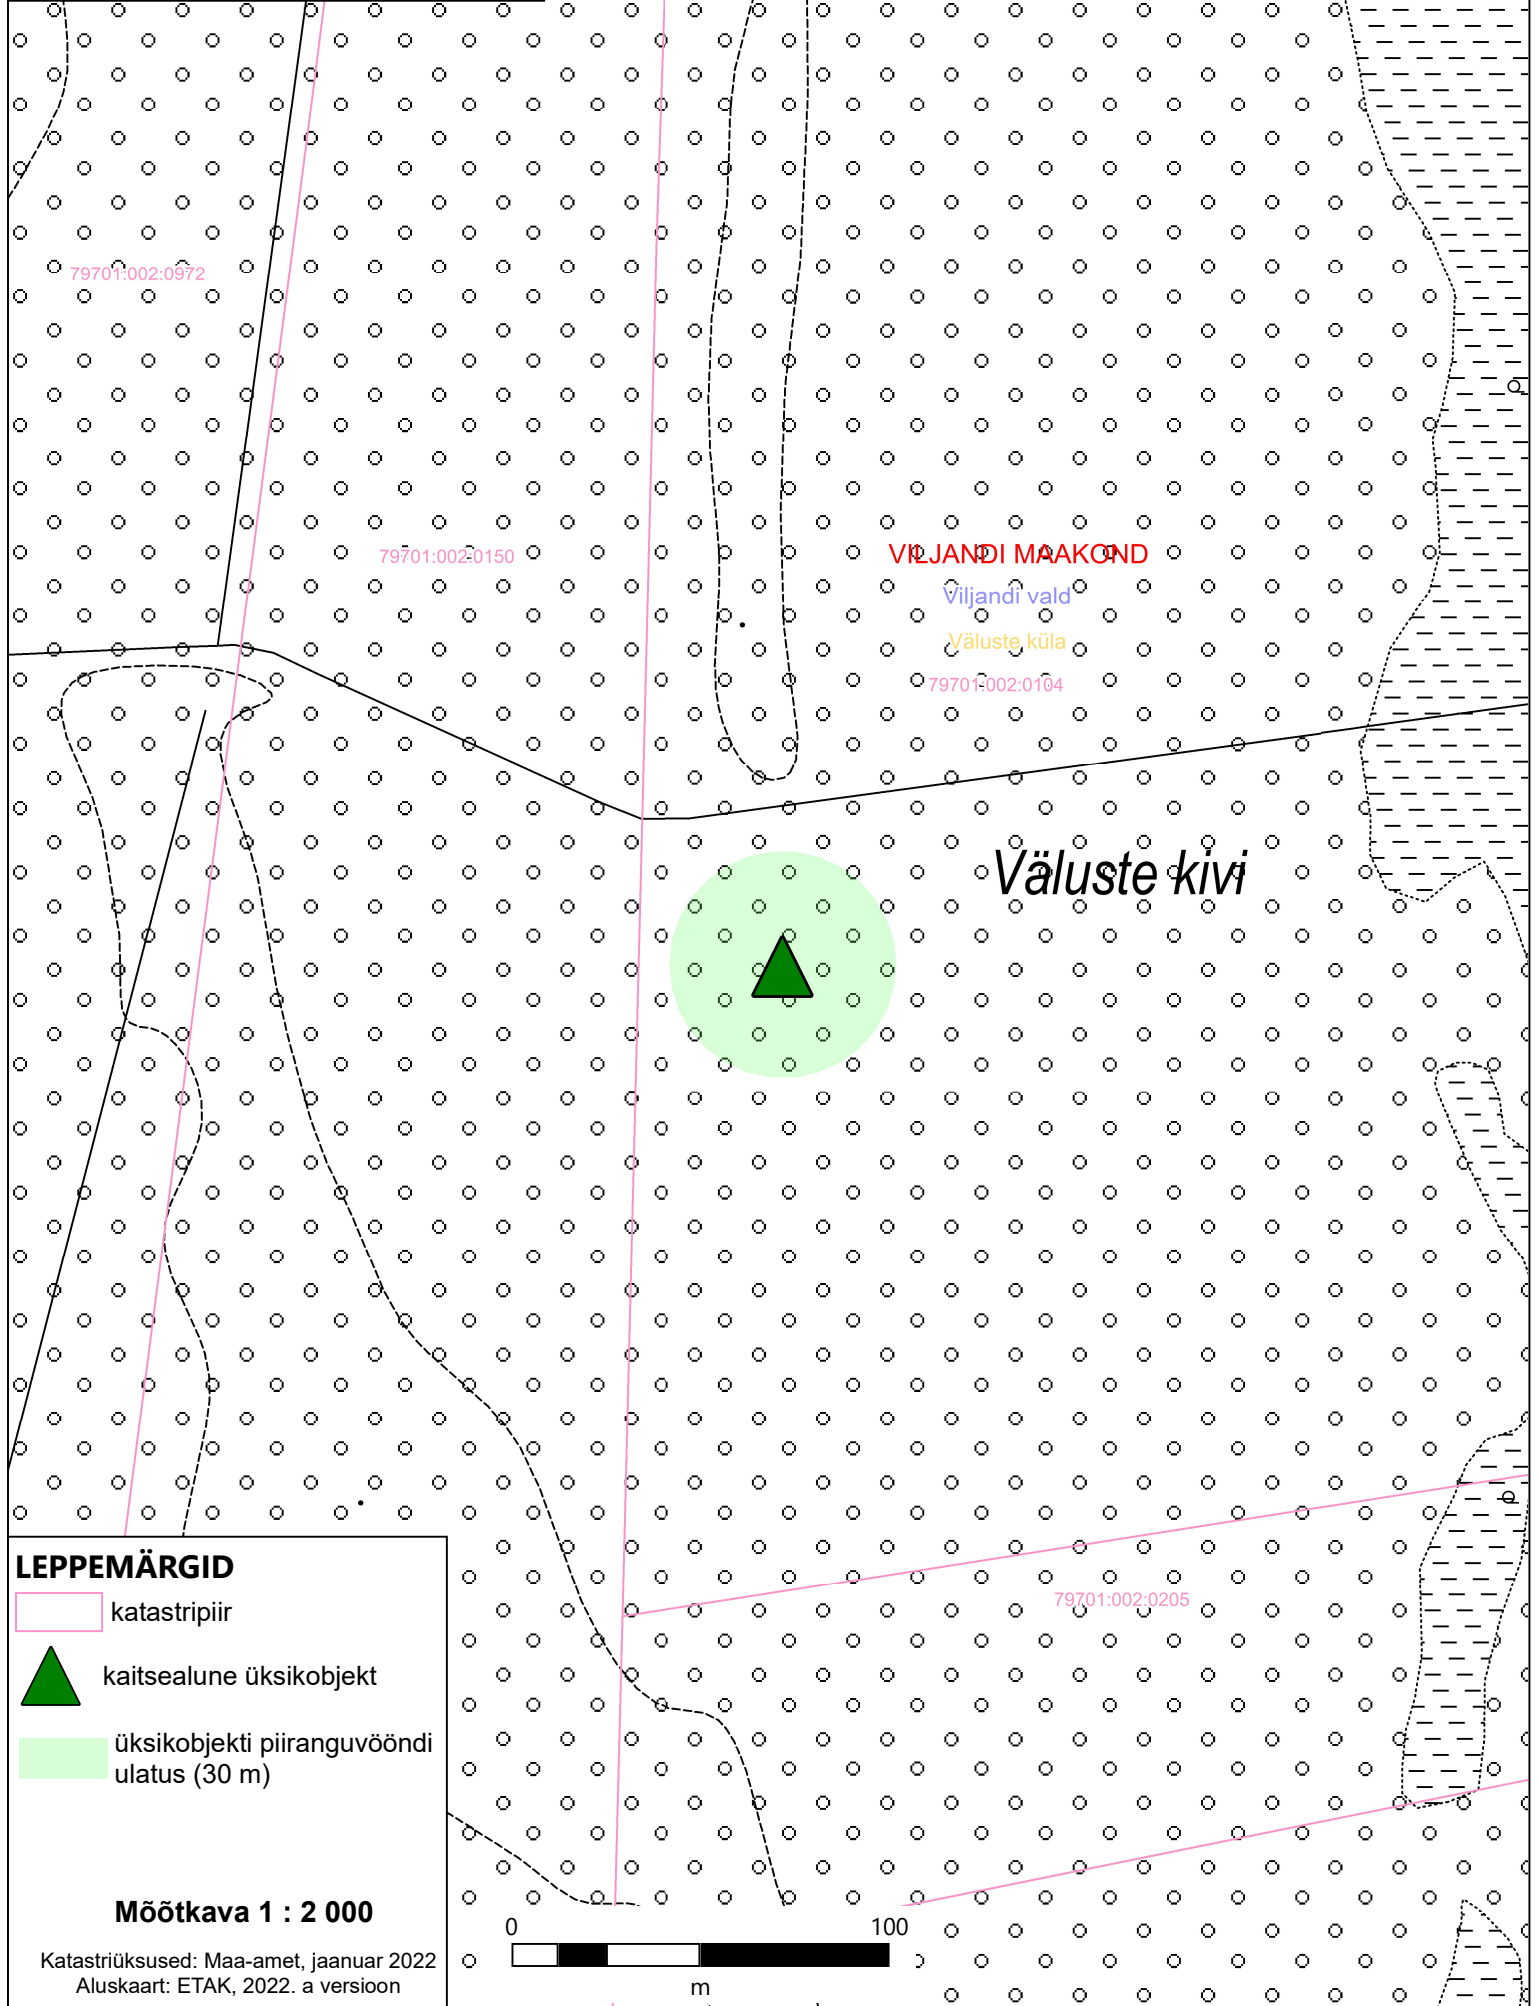 79701:002:0972
79701:002:0150
VILJANDI MAAKOND
Viljandi vald
Väluste küla
79701:002:0104
Väluste kivi
79701:002:0205
LEPPEMÄRGID
katastripiir
kaitsealune üksikobjekt
üksikobjekti piiranguvööndi
ulatus (30 m)
Mõõtkava 1 : 2 000
Katastriüksused: Maa-amet, jaanuar 2022
Aluskaart: ETAK, 2022. a versioon
0 100
m